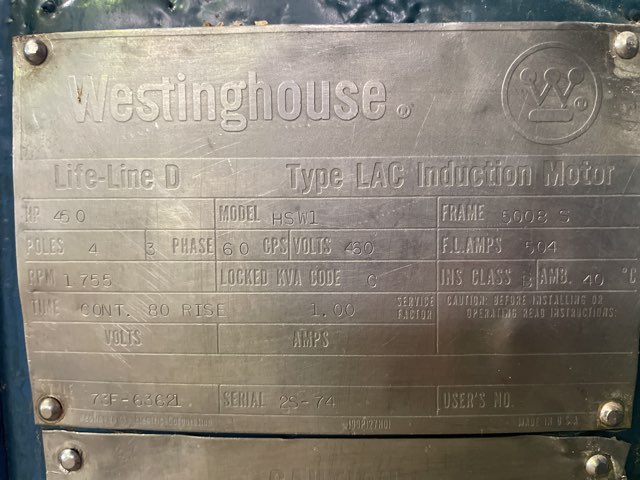 Westinghouse®
Life-Line D Type LAC Induction Motor
HP 450 MODEL HSW1 FRAME 5008 S
POLES 4 3 PHASE 60 CPS VOLTS 460 F.L.AMPS 504
RPM 1755 LOCKED KVA CODE G INS CLASS B AMB. 40 °C
TIME CONT. 80 RISE 1.00 SERVICE FACTOR CAUTION: BEFORE INSTALLING OR OPERATING READ INSTRUCTIONS.
VOLTS AMPS
73F-63621 SERIAL 2S-74 USER'S NO.
Electric Corporation MADE IN U.S.A.